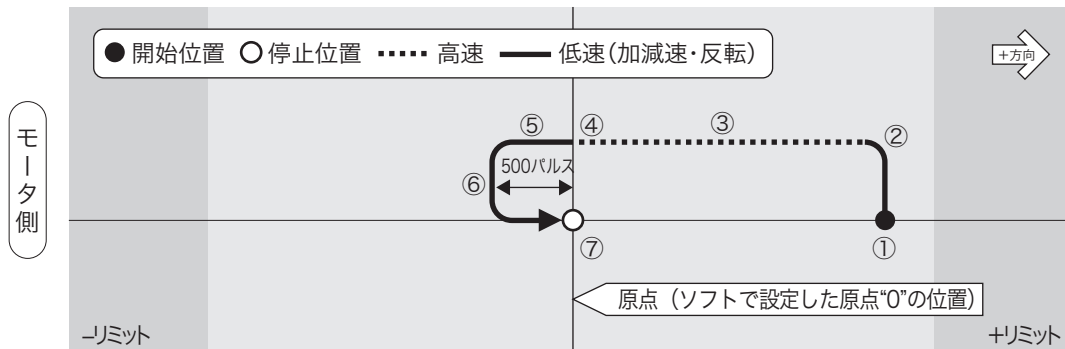 ●開始位置 ○停止位置 高速 低速(加減速・反転)
+方向
モータ側
⑤ ④ ③ ②
500パルス
⑥
⑦ ①
原点(ソフトで設定した原点“0”の位置)
−リミット +リミット